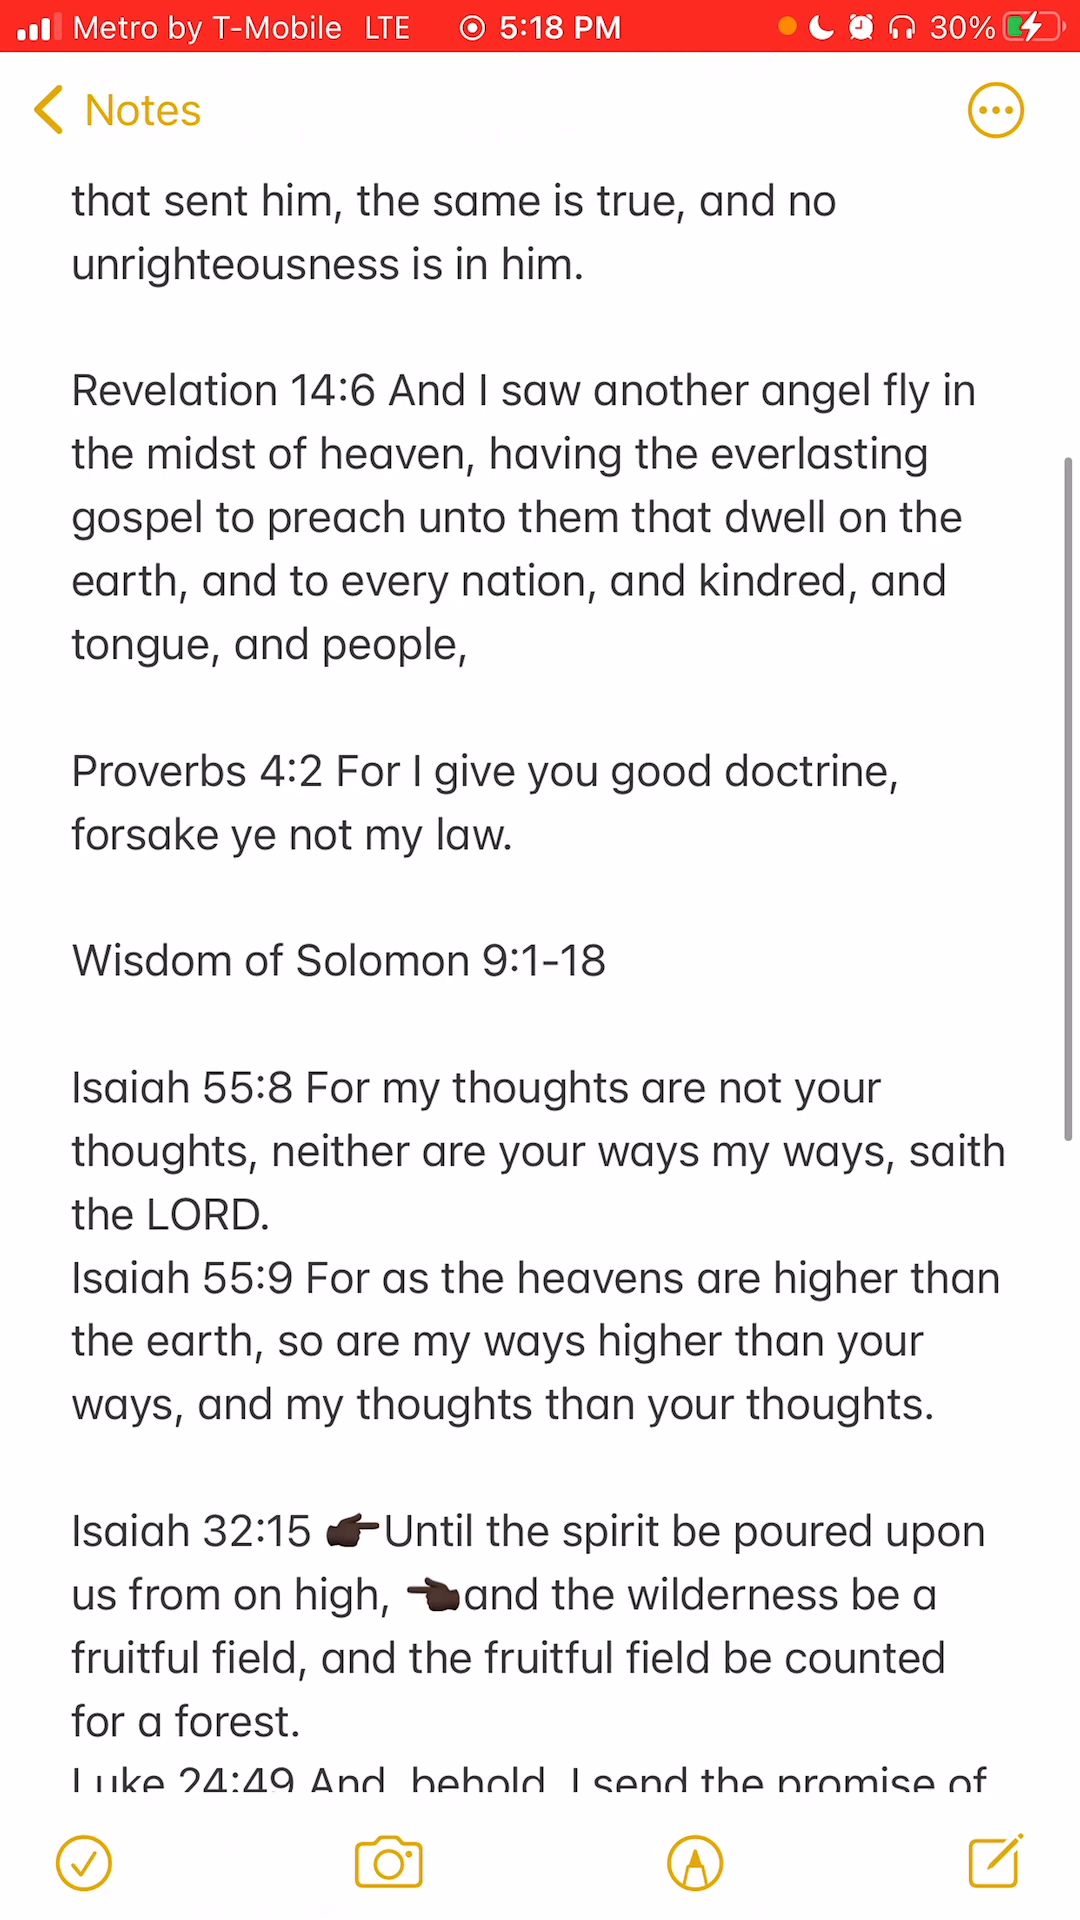 Metro by T-Mobile LTE 5:18 PM 30%
Notes
that sent him, the same is true, and no
unrighteousness is in him.
Revelation 14:6 And I saw another angel fly in
the midst of heaven, having the everlasting
gospel to preach unto them that dwell on the
earth, and to every nation, and kindred, and
tongue, and people,
Proverbs 4:2 For I give you good doctrine,
forsake ye not my law.
Wisdom of Solomon 9:1-18
Isaiah 55:8 For my thoughts are not your
thoughts, neither are your ways my ways, saith
the LORD.
Isaiah 55:9 For as the heavens are higher than
the earth, so are my ways higher than your
ways, and my thoughts than your thoughts.
Isaiah 32:15 👉🏿Until the spirit be poured upon
us from on high, 👈🏿and the wilderness be a
fruitful field, and the fruitful field be counted
for a forest.
Luke 24:49 And, behold, I send the promise of